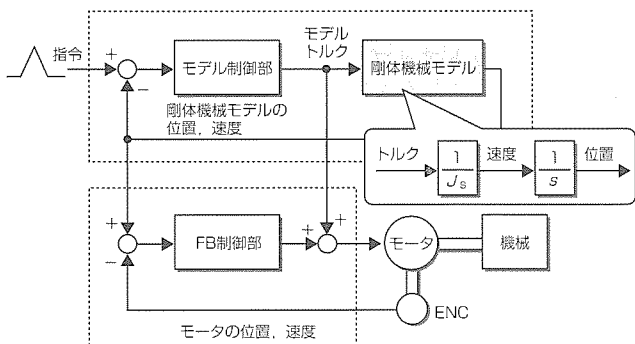 指令
+
−
モデル制御部
モデル
トルク
剛体機械モデル
剛体機械モデルの
位置，速度
トルク
1
Js
速度
1
s
位置
+
−
FB制御部
+
+
モータ
機械
ENC
モータの位置，速度